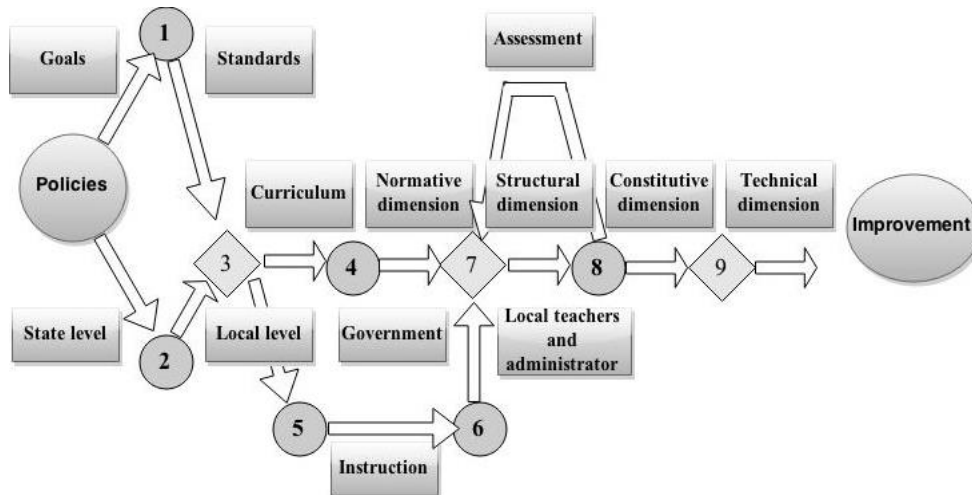 1
Goals
Standards
Assessment
Policies
Curriculum
Normative
dimension
Structural
dimension
Constitutive
dimension
Technical
dimension
Improvement
3
4
7
8
9
State level
2
Local level
Government
Local teachers
and
administrator
5
6
Instruction